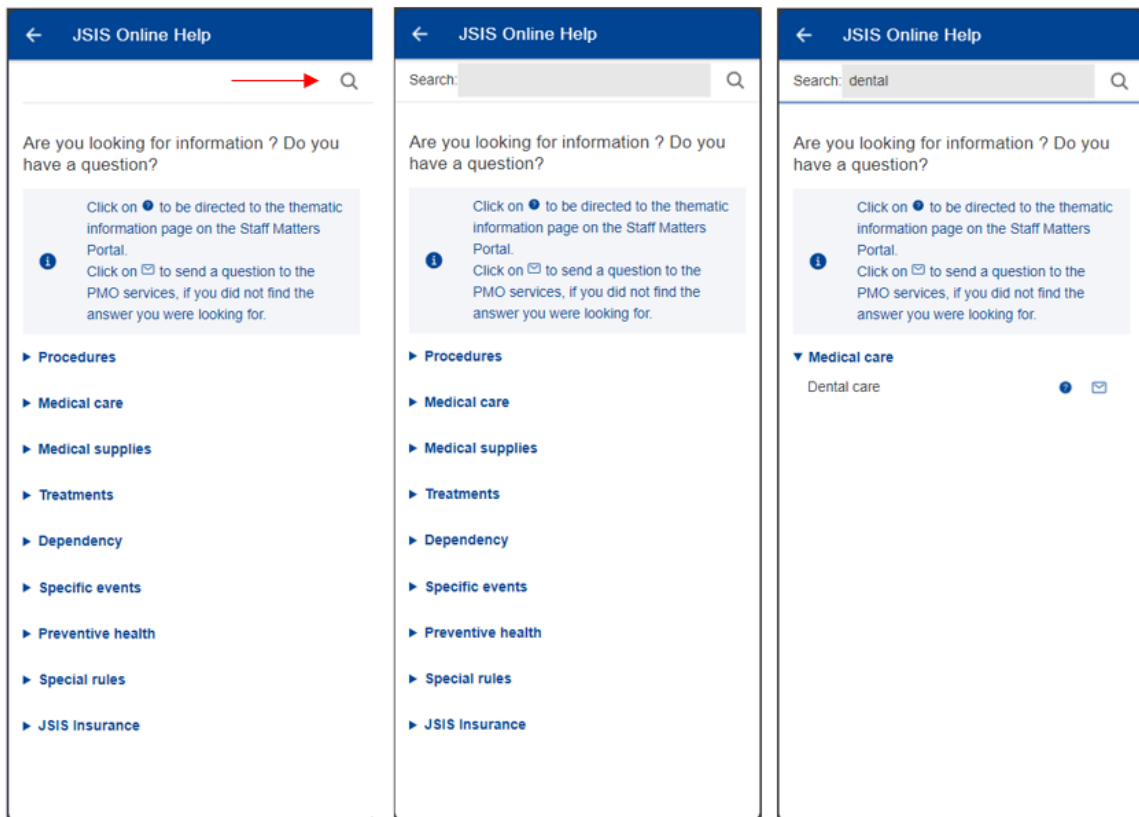 JSIS Online Help
Are you looking for information ? Do you
have a question?
Click on ? to be directed to the thematic
information page on the Staff Matters
Portal.
Click on to send a question to the
PMO services, if you did not find the
answer you were looking for.
Procedures
Medical care
Medical supplies
Treatments
Dependency
Specific events
Preventive health
Special rules
JSIS Insurance
JSIS Online Help
Search:
Are you looking for information ? Do you
have a question?
Click on ? to be directed to the thematic
information page on the Staff Matters
Portal.
Click on to send a question to the
PMO services, if you did not find the
answer you were looking for.
Procedures
Medical care
Medical supplies
Treatments
Dependency
Specific events
Preventive health
Special rules
JSIS Insurance
JSIS Online Help
Search: dental
Are you looking for information ? Do you
have a question?
Click on ? to be directed to the thematic
information page on the Staff Matters
Portal.
Click on to send a question to the
PMO services, if you did not find the
answer you were looking for.
Medical care
Dental care ?